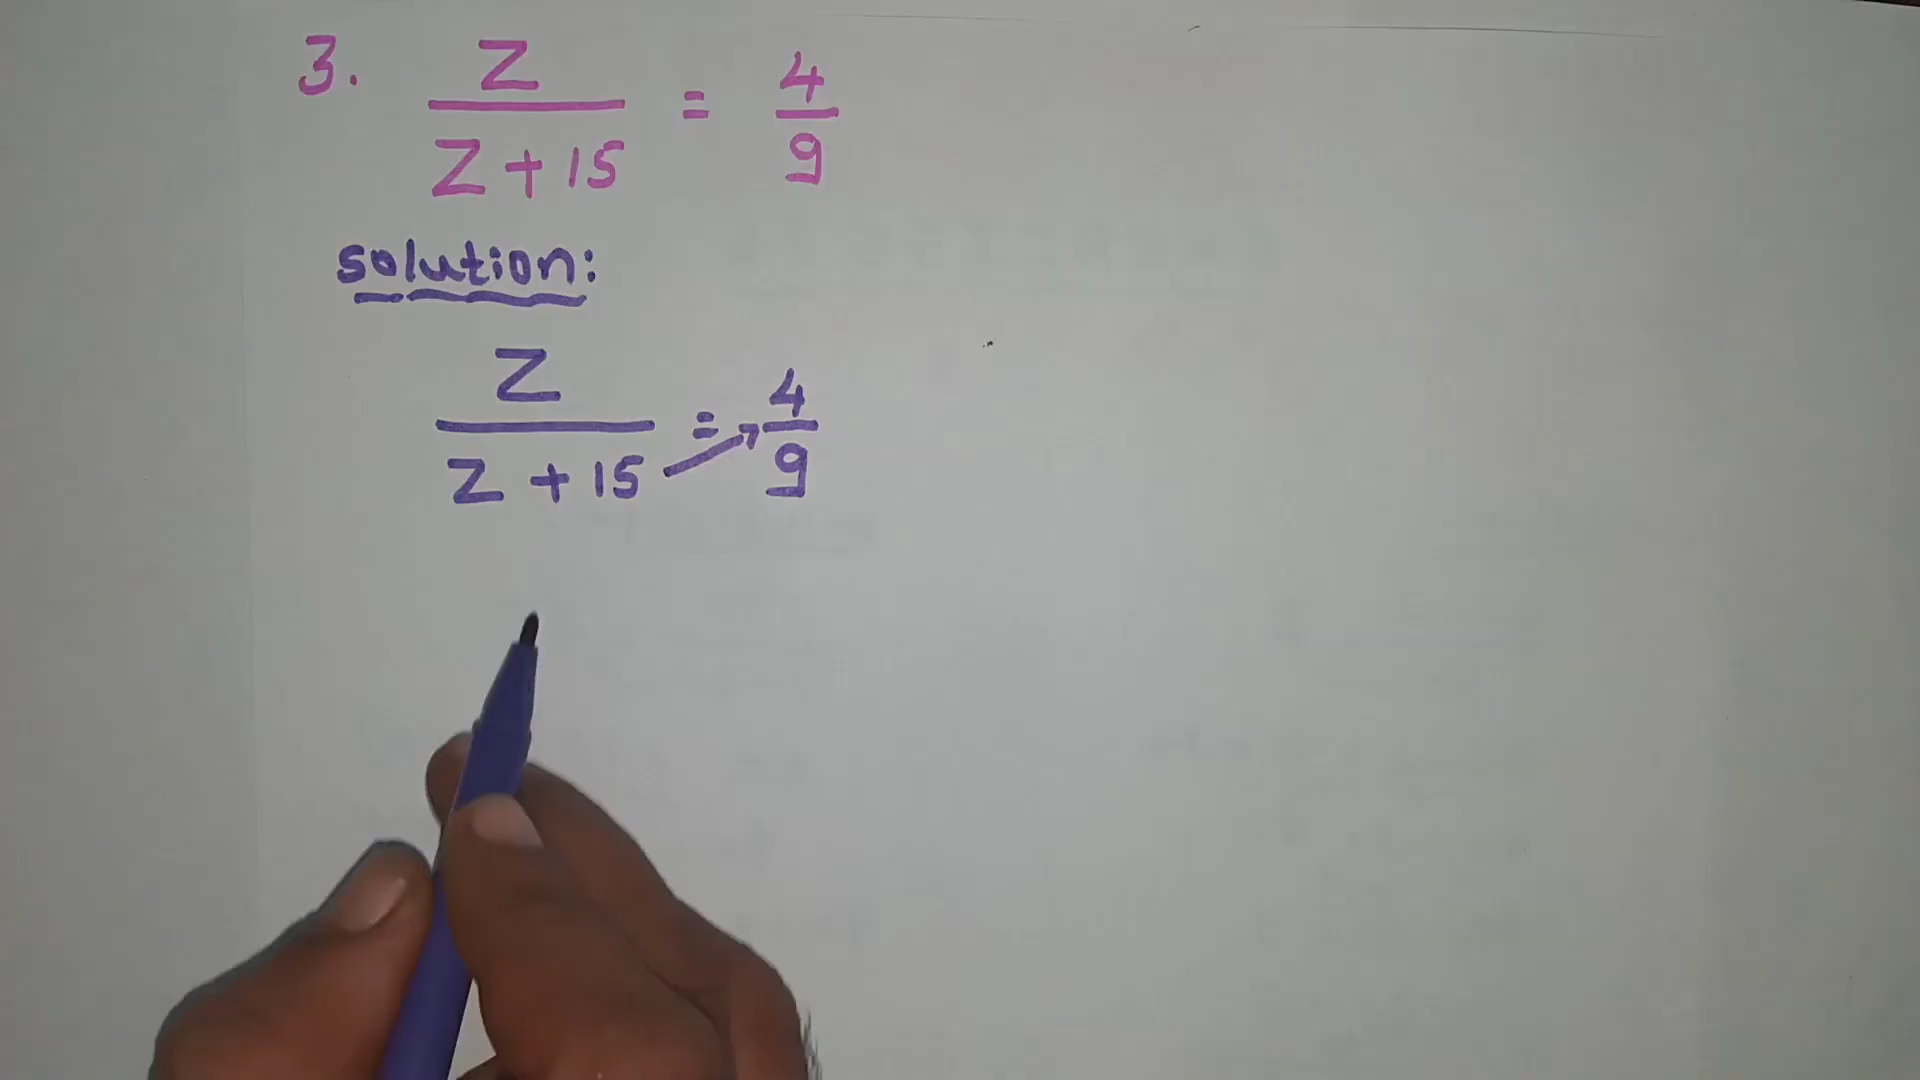 3. Z/(Z+15) = 4/9
solution:
Z/(Z+15) = 4/9